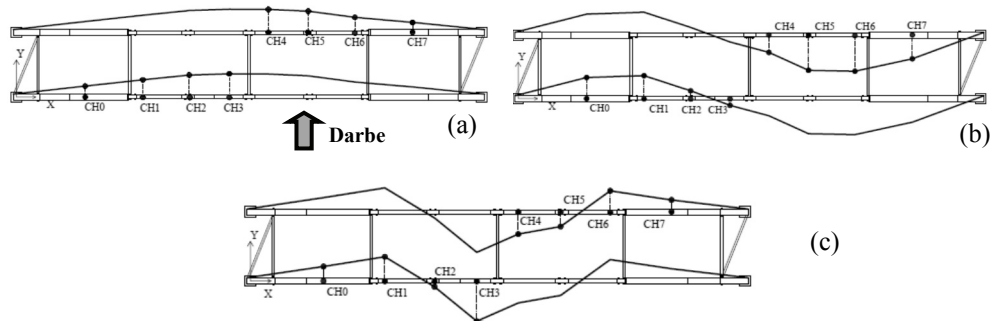 CH4 CH5 CH6 CH7
Y
X CH0 CH1 CH2 CH3
(a)
Darbe
CH4 CH5 CH6 CH7
Y
X CH0 CH1 CH2 CH3
(b)
CH5
CH4 CH6 CH7
Y
CH2
X CH0 CH1 CH3
(c)